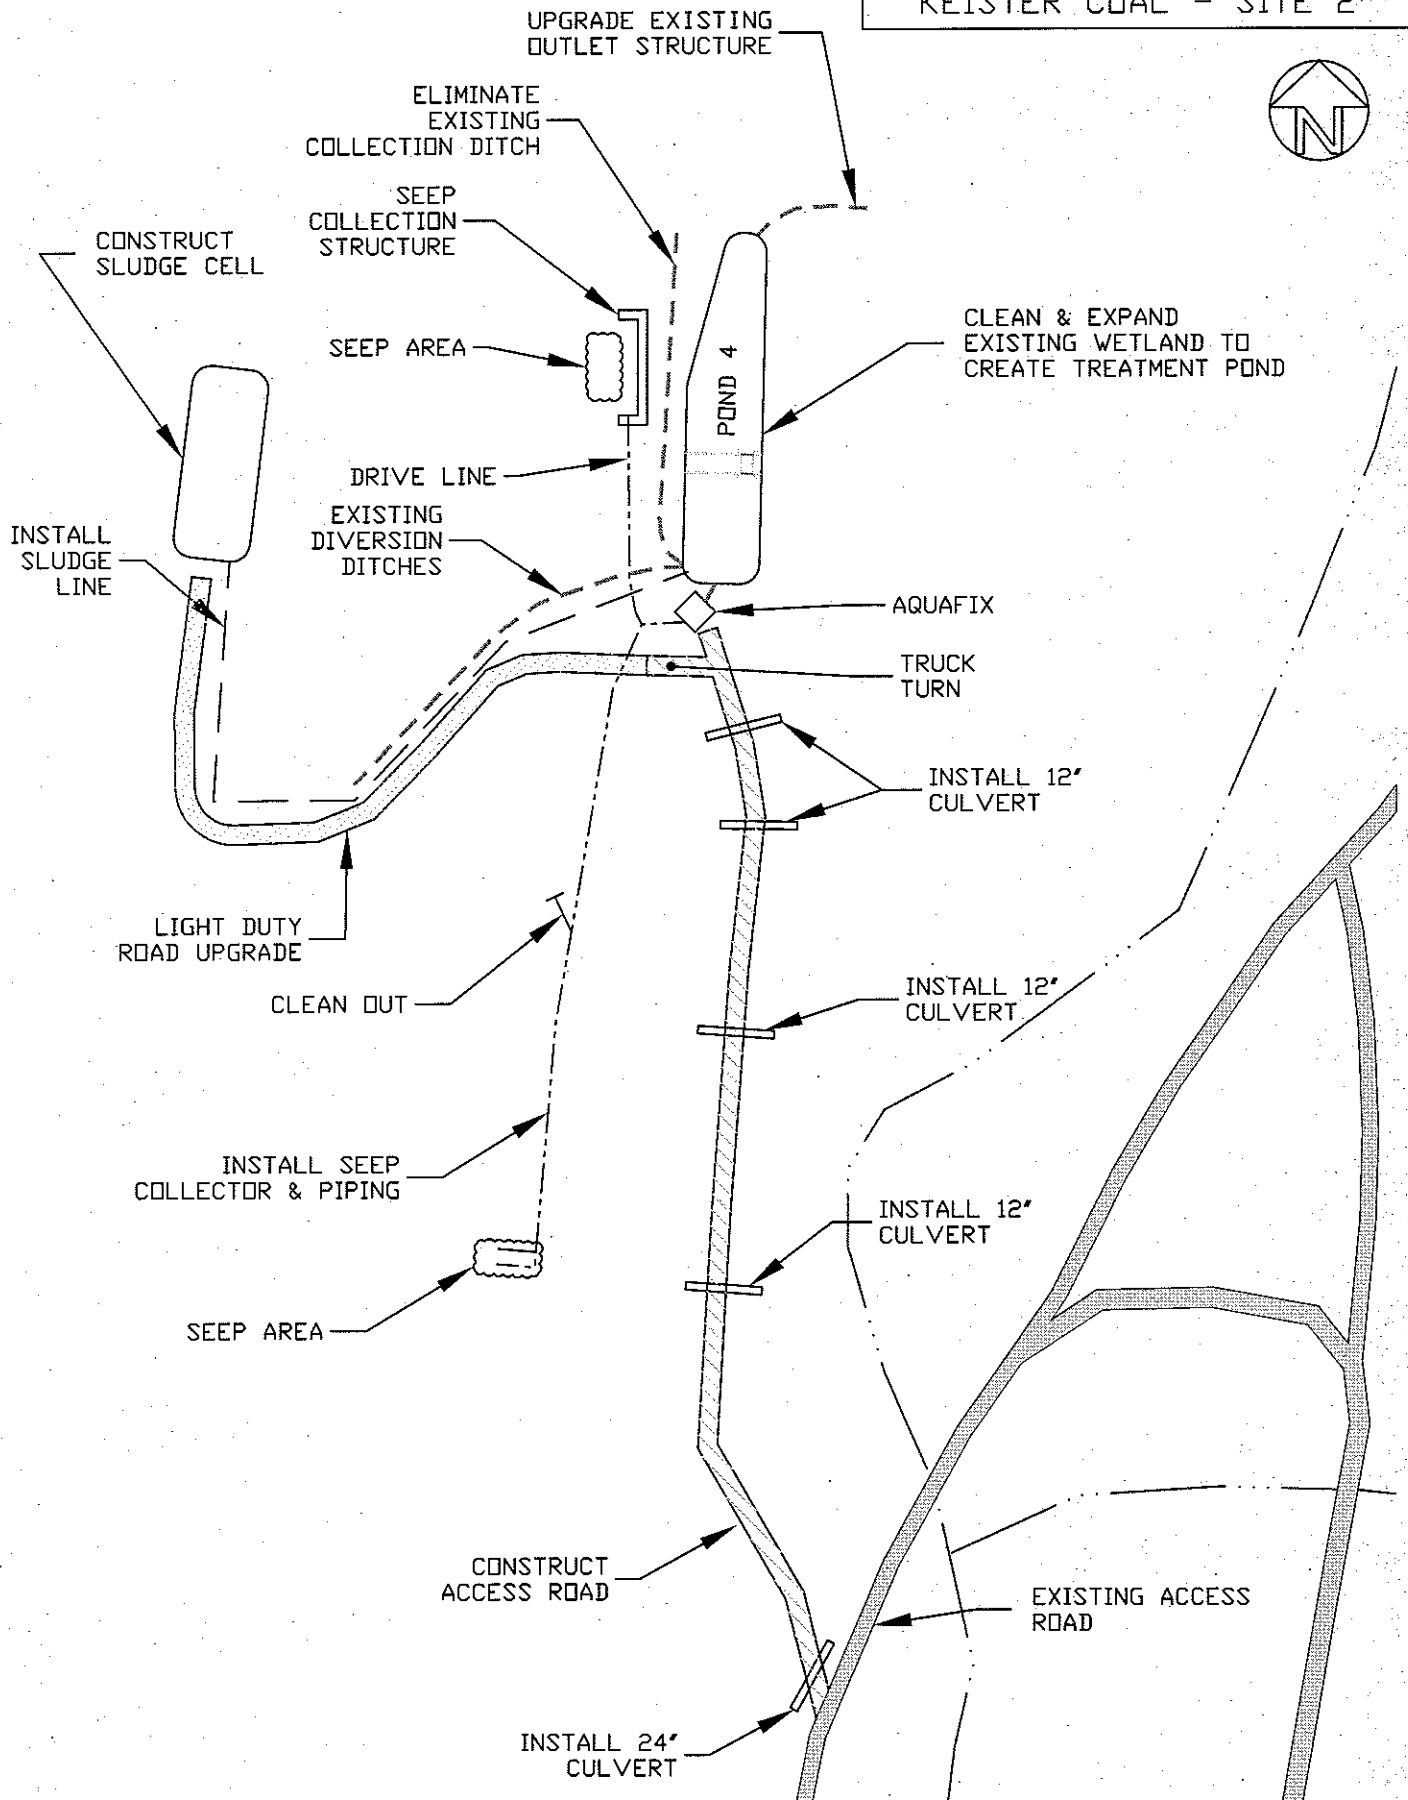 KEISTER COAL - SITE 2
UPGRADE EXISTING
OUTLET STRUCTURE
N
ELIMINATE
EXISTING
COLLECTION DITCH
SEEP
COLLECTION
STRUCTURE
CONSTRUCT
SLUDGE CELL
SEEP AREA
POND 4
CLEAN & EXPAND
EXISTING WETLAND TO
CREATE TREATMENT POND
DRIVE LINE
EXISTING
DIVERSION
DITCHES
INSTALL
SLUDGE
LINE
AQUAFIX
TRUCK
TURN
INSTALL 12"
CULVERT
LIGHT DUTY
ROAD UPGRADE
CLEAN OUT
INSTALL 12"
CULVERT
INSTALL SEEP
COLLECTOR & PIPING
INSTALL 12"
CULVERT
SEEP AREA
CONSTRUCT
ACCESS ROAD
EXISTING ACCESS
ROAD
INSTALL 24"
CULVERT